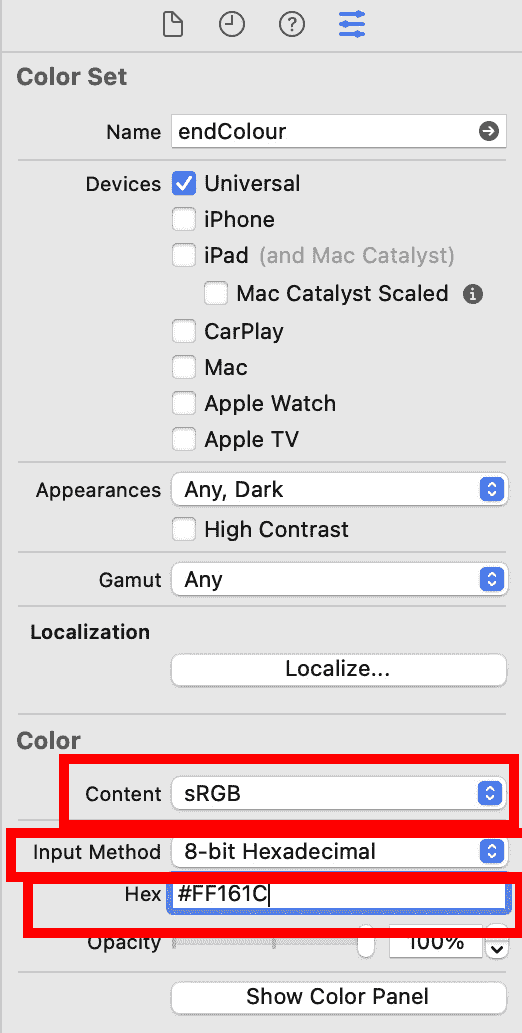 Color Set
Name endColour
Devices Universal
iPhone
iPad (and Mac Catalyst)
Mac Catalyst Scaled
CarPlay
Mac
Apple Watch
Apple TV
Appearances Any, Dark
High Contrast
Gamut Any
Localization
Localize...
Color
Content sRGB
Input Method 8-bit Hexadecimal
Hex #FF161C
Opacity 100%
Show Color Panel